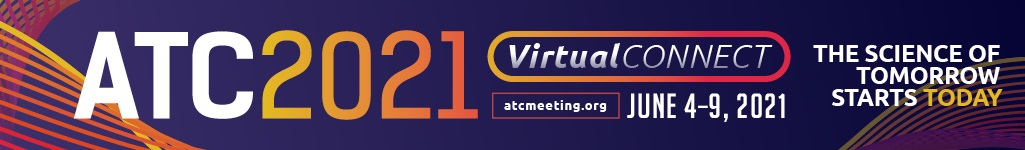 ATC2021
VirtualCONNECT
atcmeeting.org
JUNE 4–9, 2021
THE SCIENCE OF
TOMORROW
STARTS TODAY